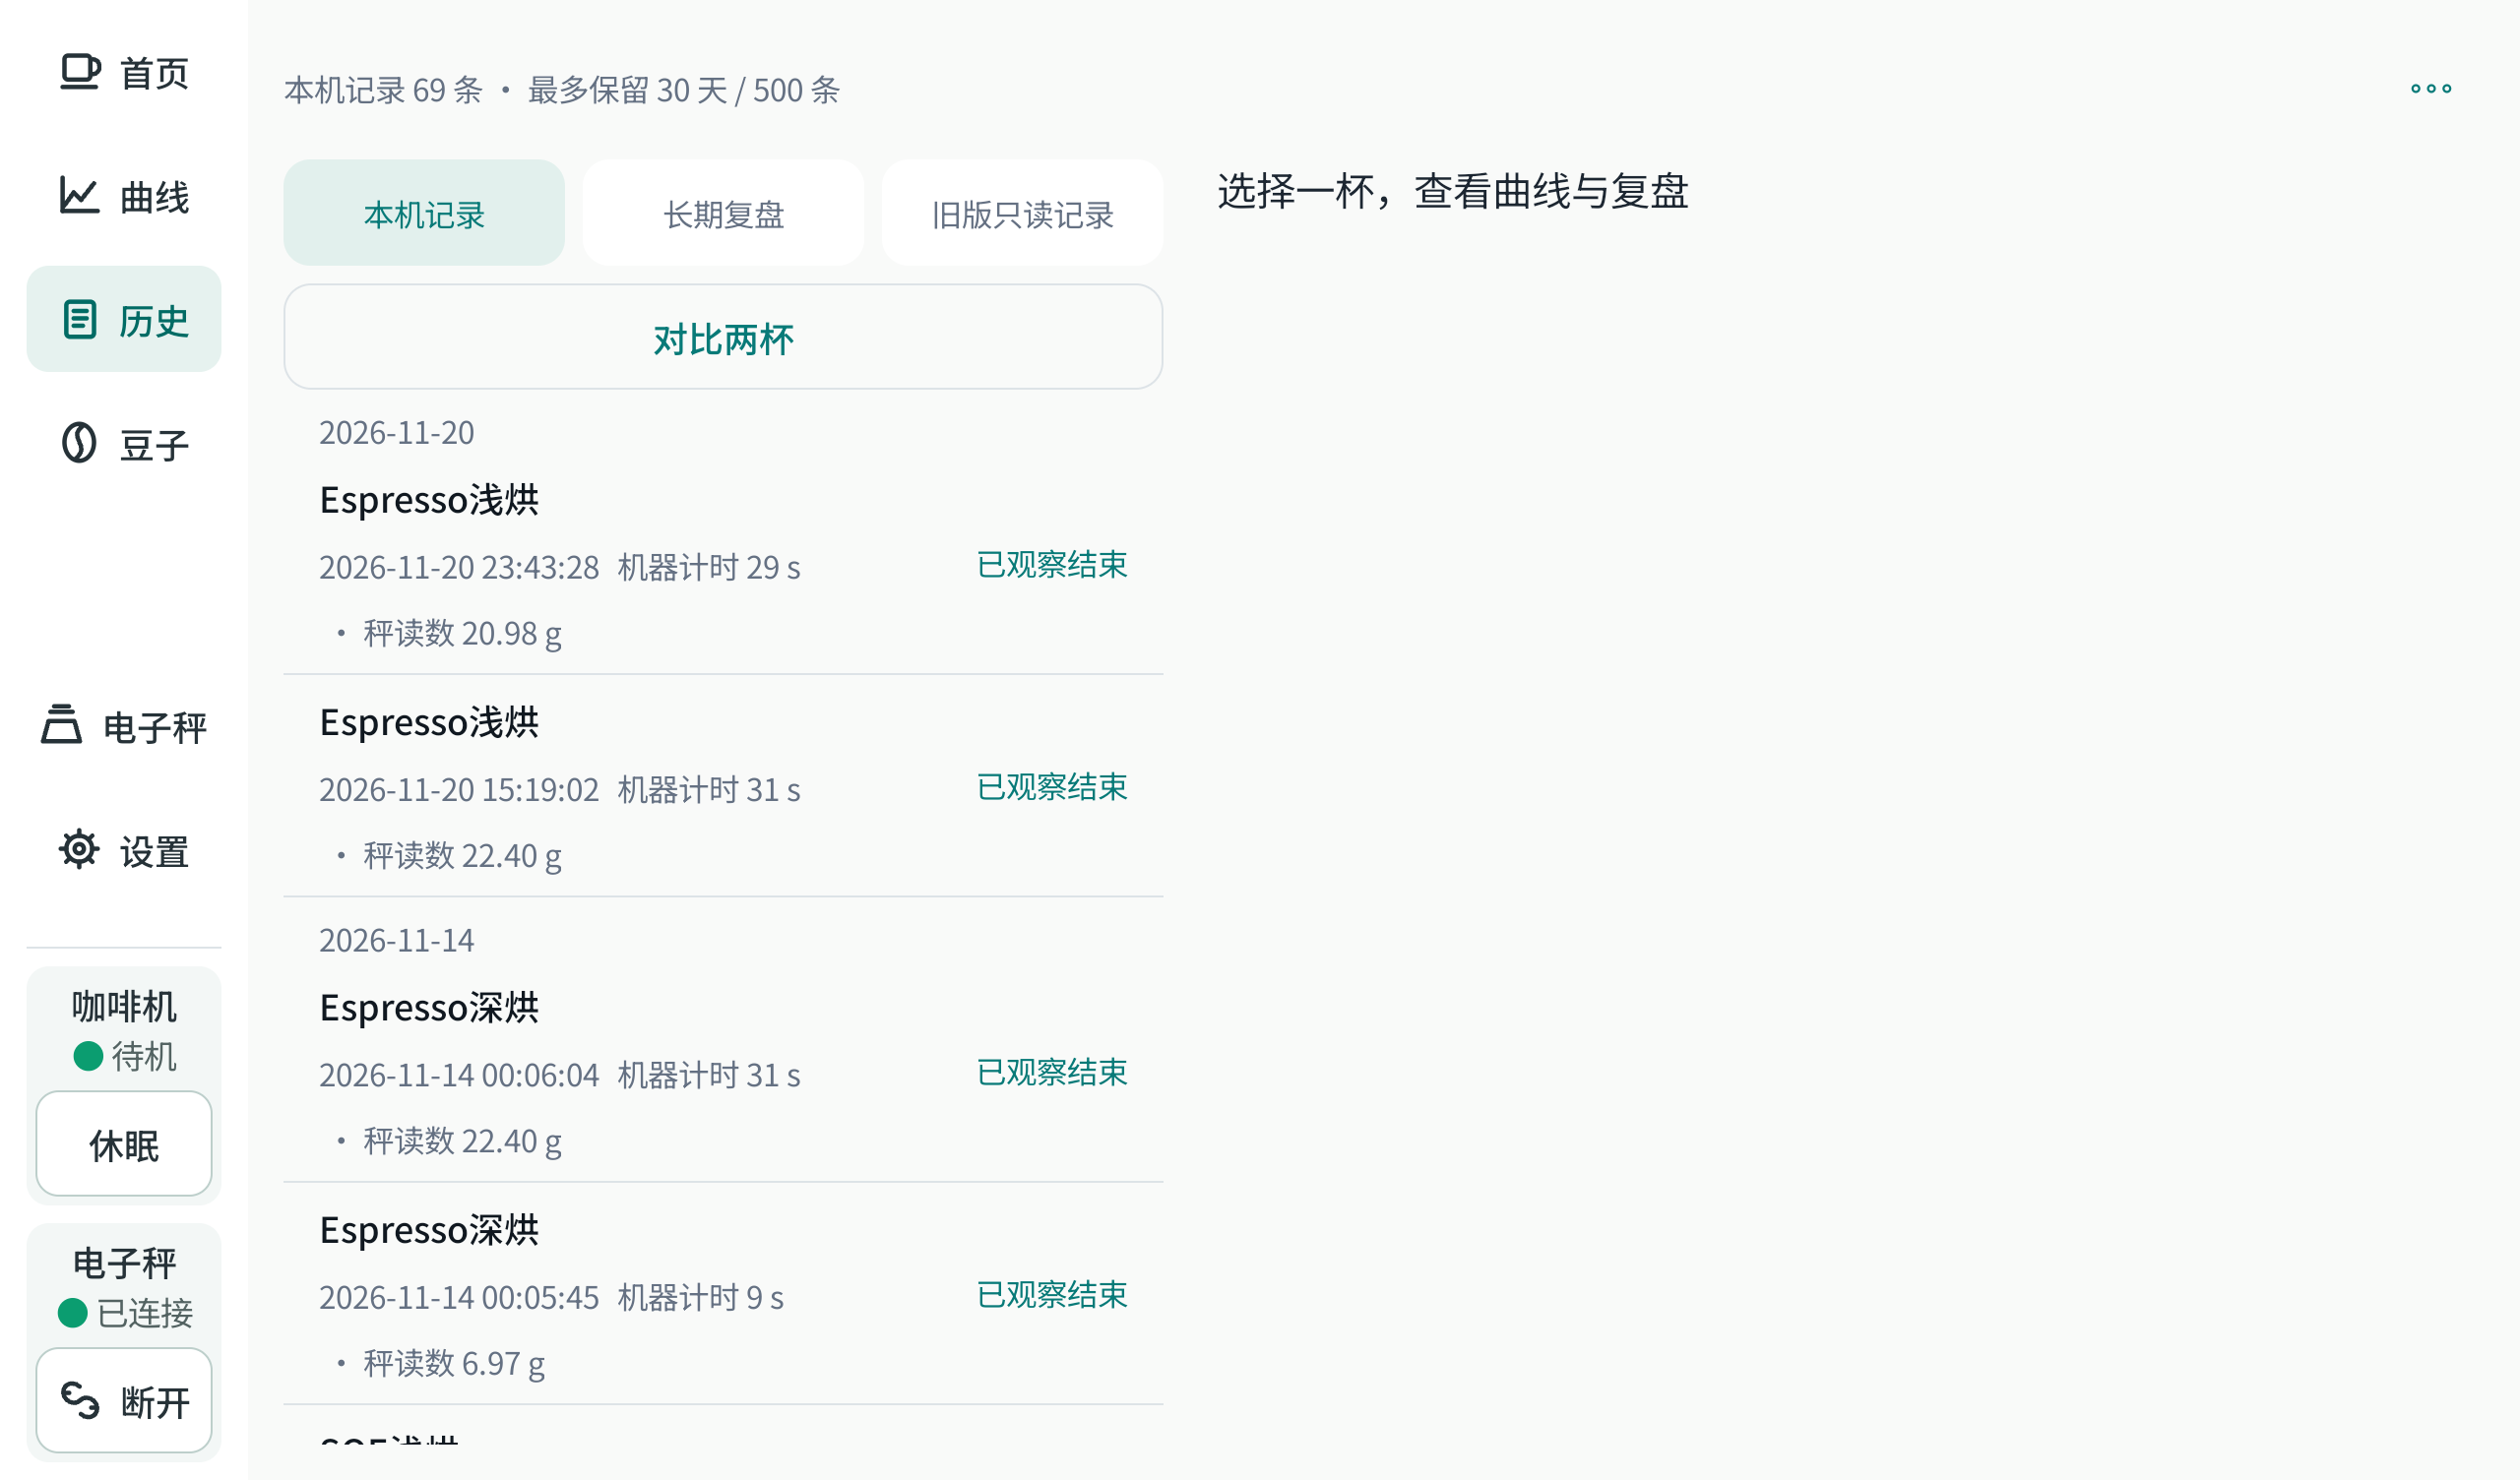 首页
曲线
历史
豆子
电子秤
设置
咖啡机
待机
休眠
电子秤
已连接
断开
本机记录 69 条 · 最多保留 30 天 / 500 条
本机记录
长期复盘
旧版只读记录
对比两杯
2026-11-20
Espresso浅烘
2026-11-20 23:43:28 机器计时 29 s
已观察结束
· 秤读数 20.98 g
Espresso浅烘
2026-11-20 15:19:02 机器计时 31 s
已观察结束
· 秤读数 22.40 g
2026-11-14
Espresso深烘
2026-11-14 00:06:04 机器计时 31 s
已观察结束
· 秤读数 22.40 g
Espresso深烘
2026-11-14 00:05:45 机器计时 9 s
已观察结束
· 秤读数 6.97 g
选择一杯，查看曲线与复盘